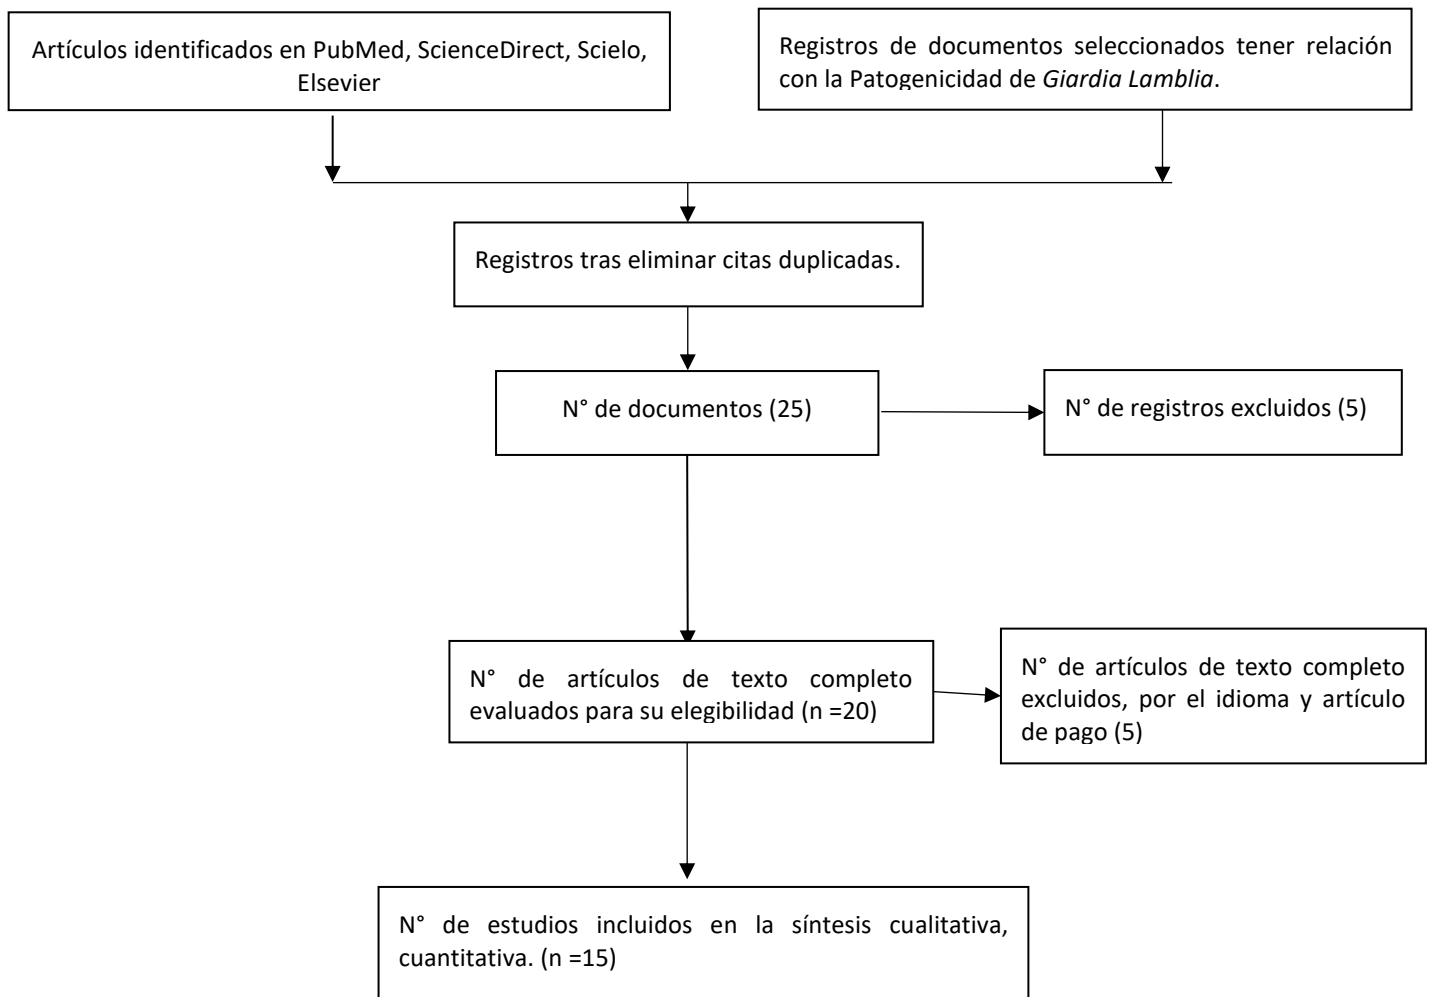 Artículos identificados en PubMed, ScienceDirect, Scielo,
Elsevier
Registros de documentos seleccionados tener relación
con la Patogenicidad de Giardia Lamblia.
Registros tras eliminar citas duplicadas.
N° de documentos (25)
N° de registros excluidos (5)
N° de artículos de texto completo
evaluados para su elegibilidad (n =20)
N° de artículos de texto completo
excluidos, por el idioma y artículo
de pago (5)
N° de estudios incluidos en la síntesis cualitativa,
cuantitativa. (n =15)